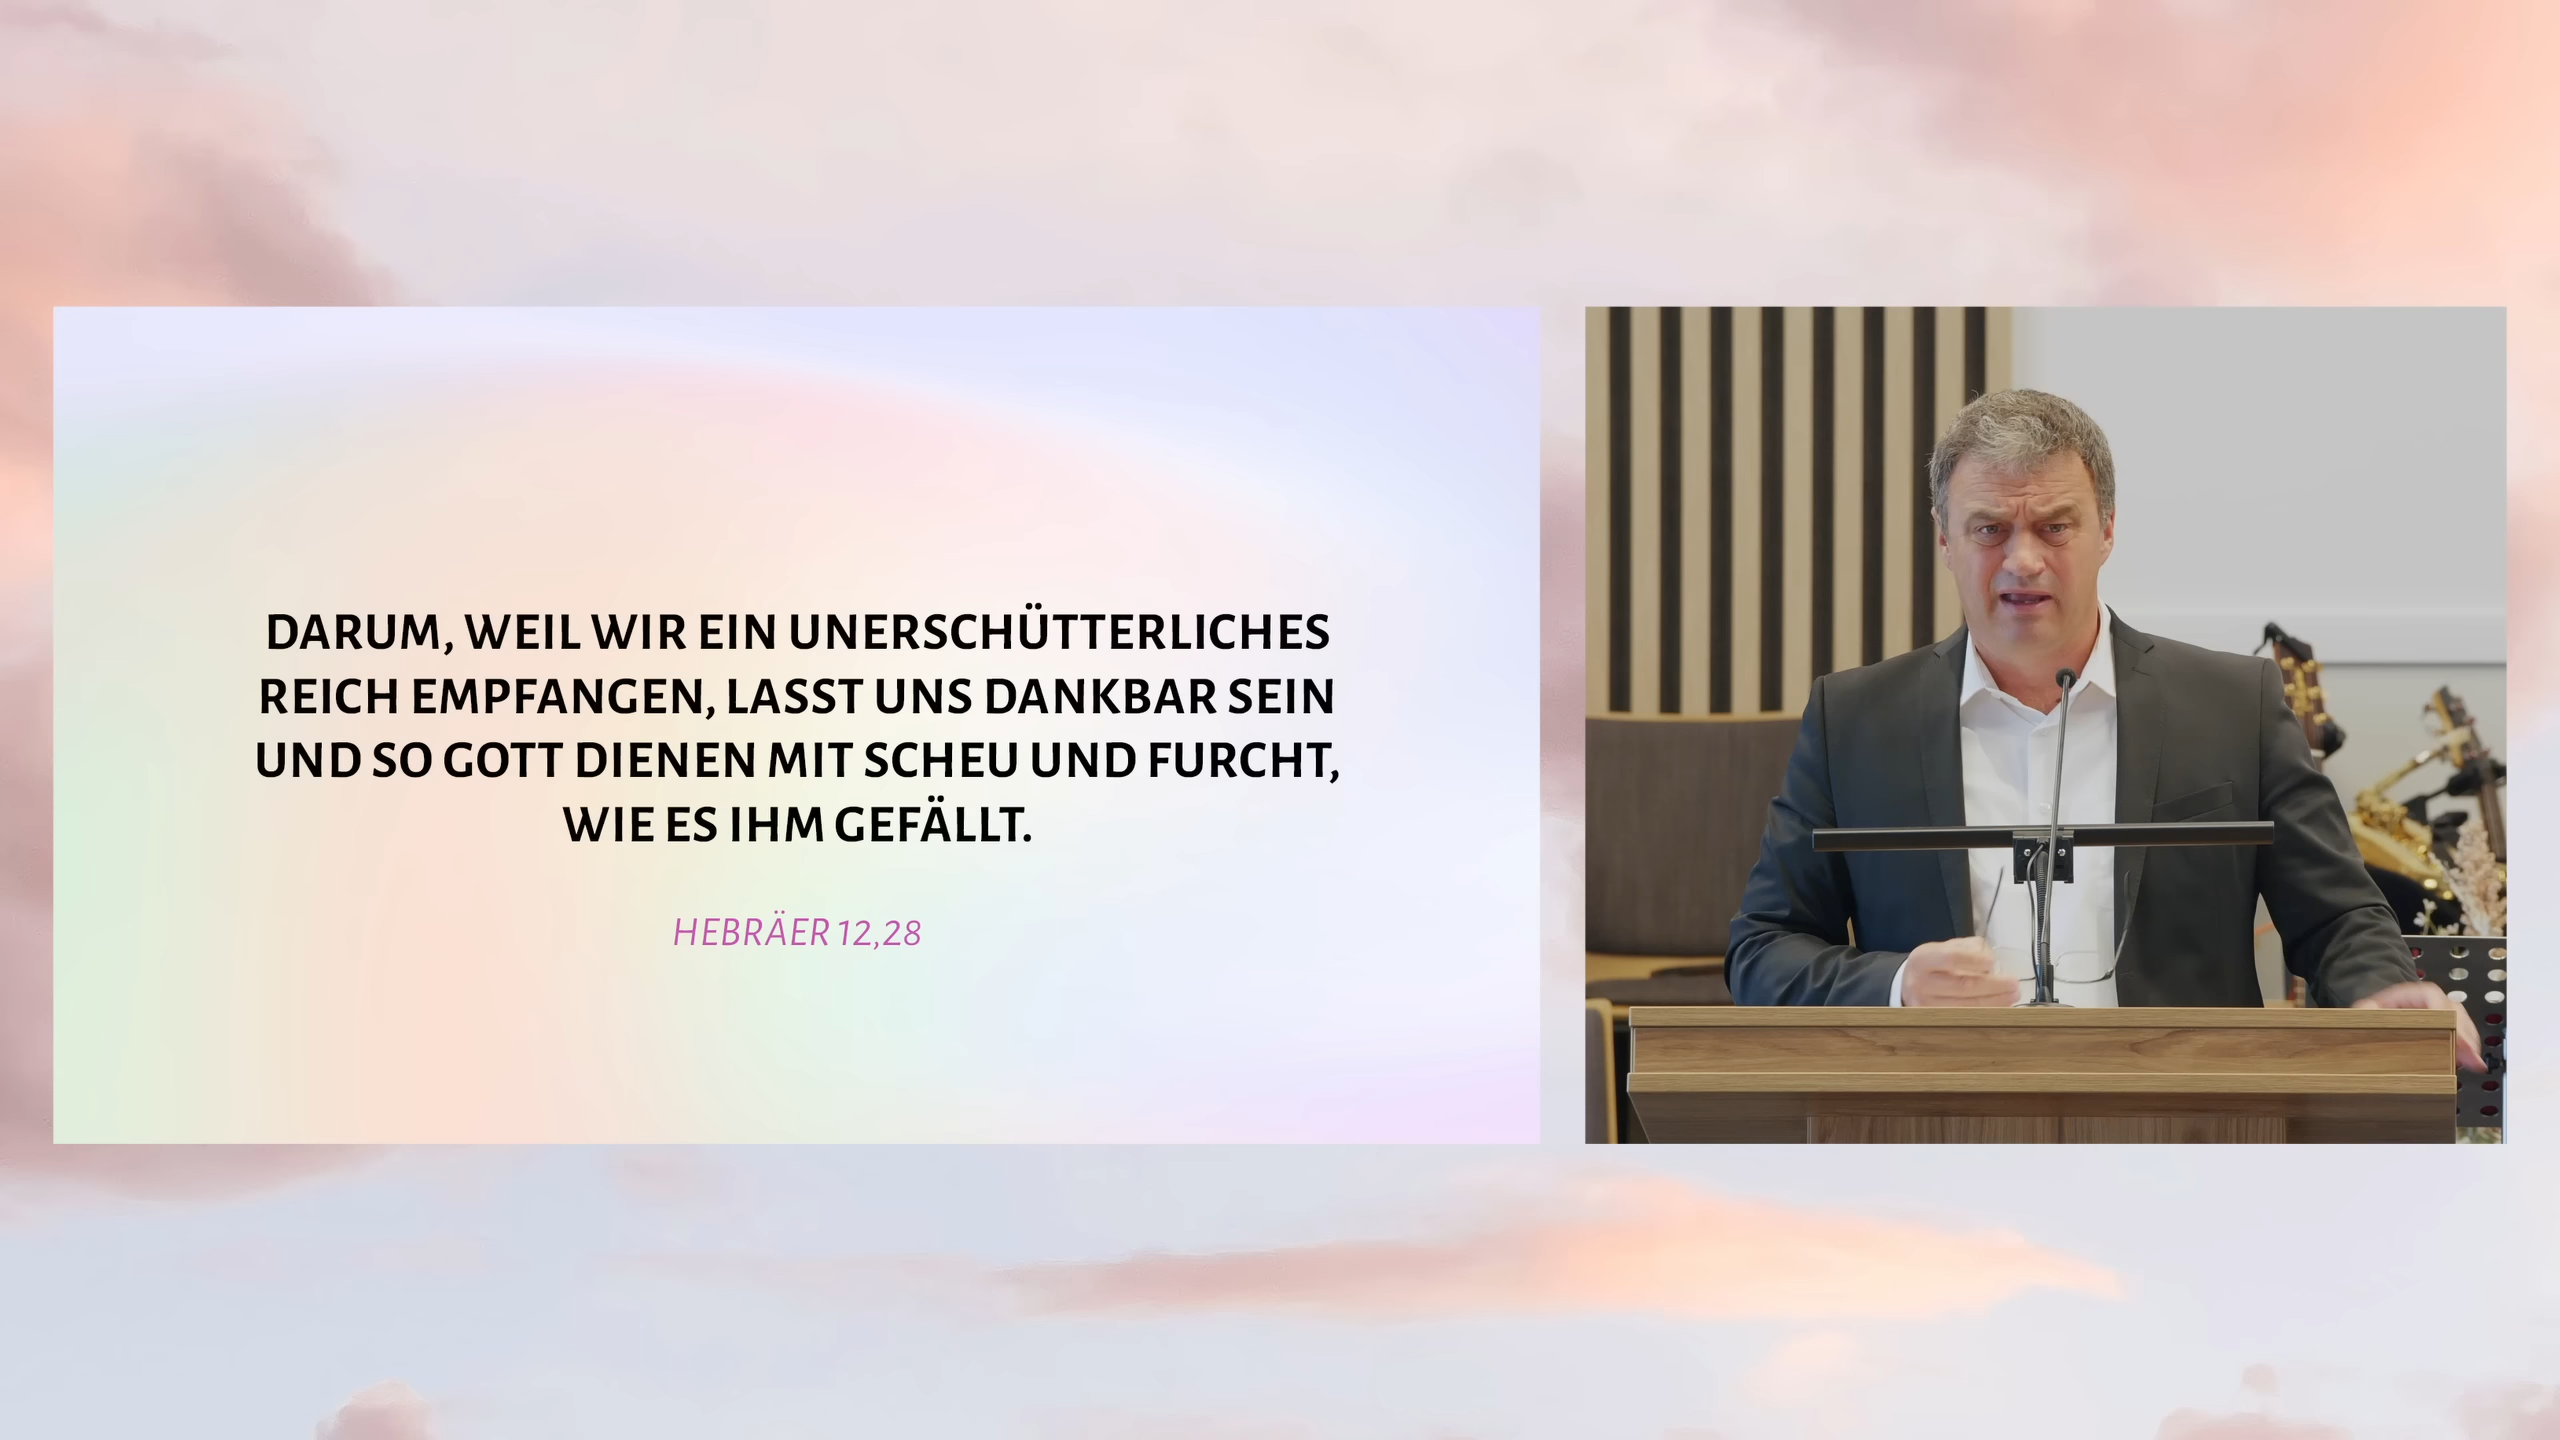 DARUM, WEIL WIR EIN UNERSCHÜTTERLICHES
REICH EMPFANGEN, LASST UNS DANKBAR SEIN
UND SO GOTT DIENEN MIT SCHEU UND FURCHT,
WIE ES IHM GEFÄLLT.
HEBRÄER 12,28